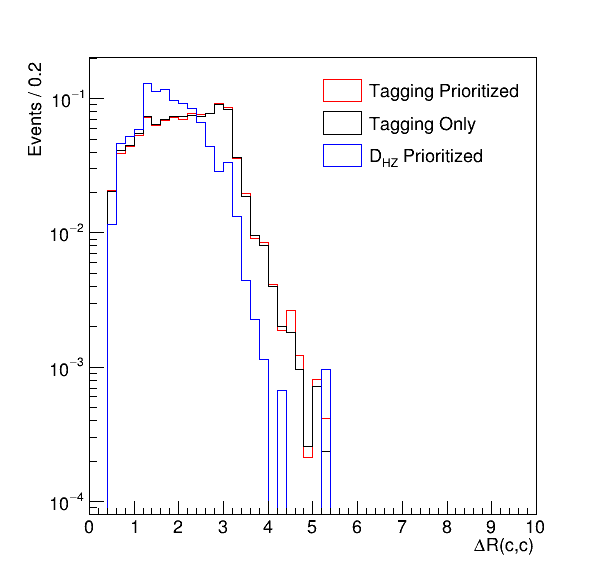 Events / 0.2
10⁻¹
10⁻²
10⁻³
10⁻⁴
Tagging Prioritized
Tagging Only
D_HZ Prioritized
0 1 2 3 4 5 6 7 8 9 10
ΔR(c,c)